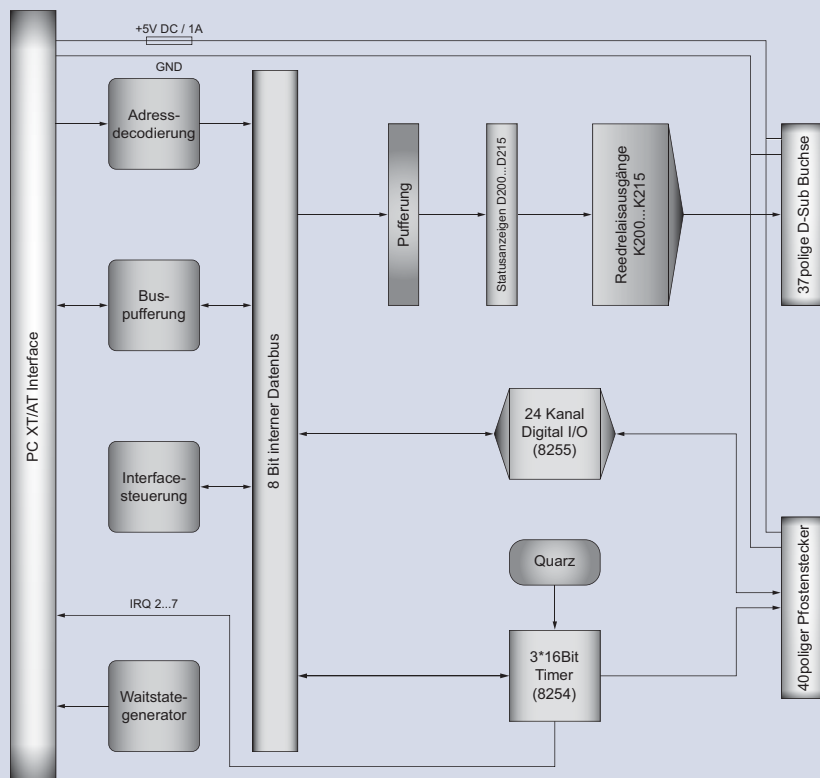 +5V DC / 1A
GND
PC XT/AT Interface
Adress-
decodierung
Bus-
pufferung
Interface-
steuerung
IRQ 2...7
Waitstate-
generator
8 Bit interner Datenbus
Pufferung
Statusanzeigen D200...D215
Reedrelaisausgänge
K200...K215
37polige D-Sub Buchse
24 Kanal
Digital I/O
(8255)
Quarz
3*16Bit
Timer
(8254)
40poliger Pfostenstecker